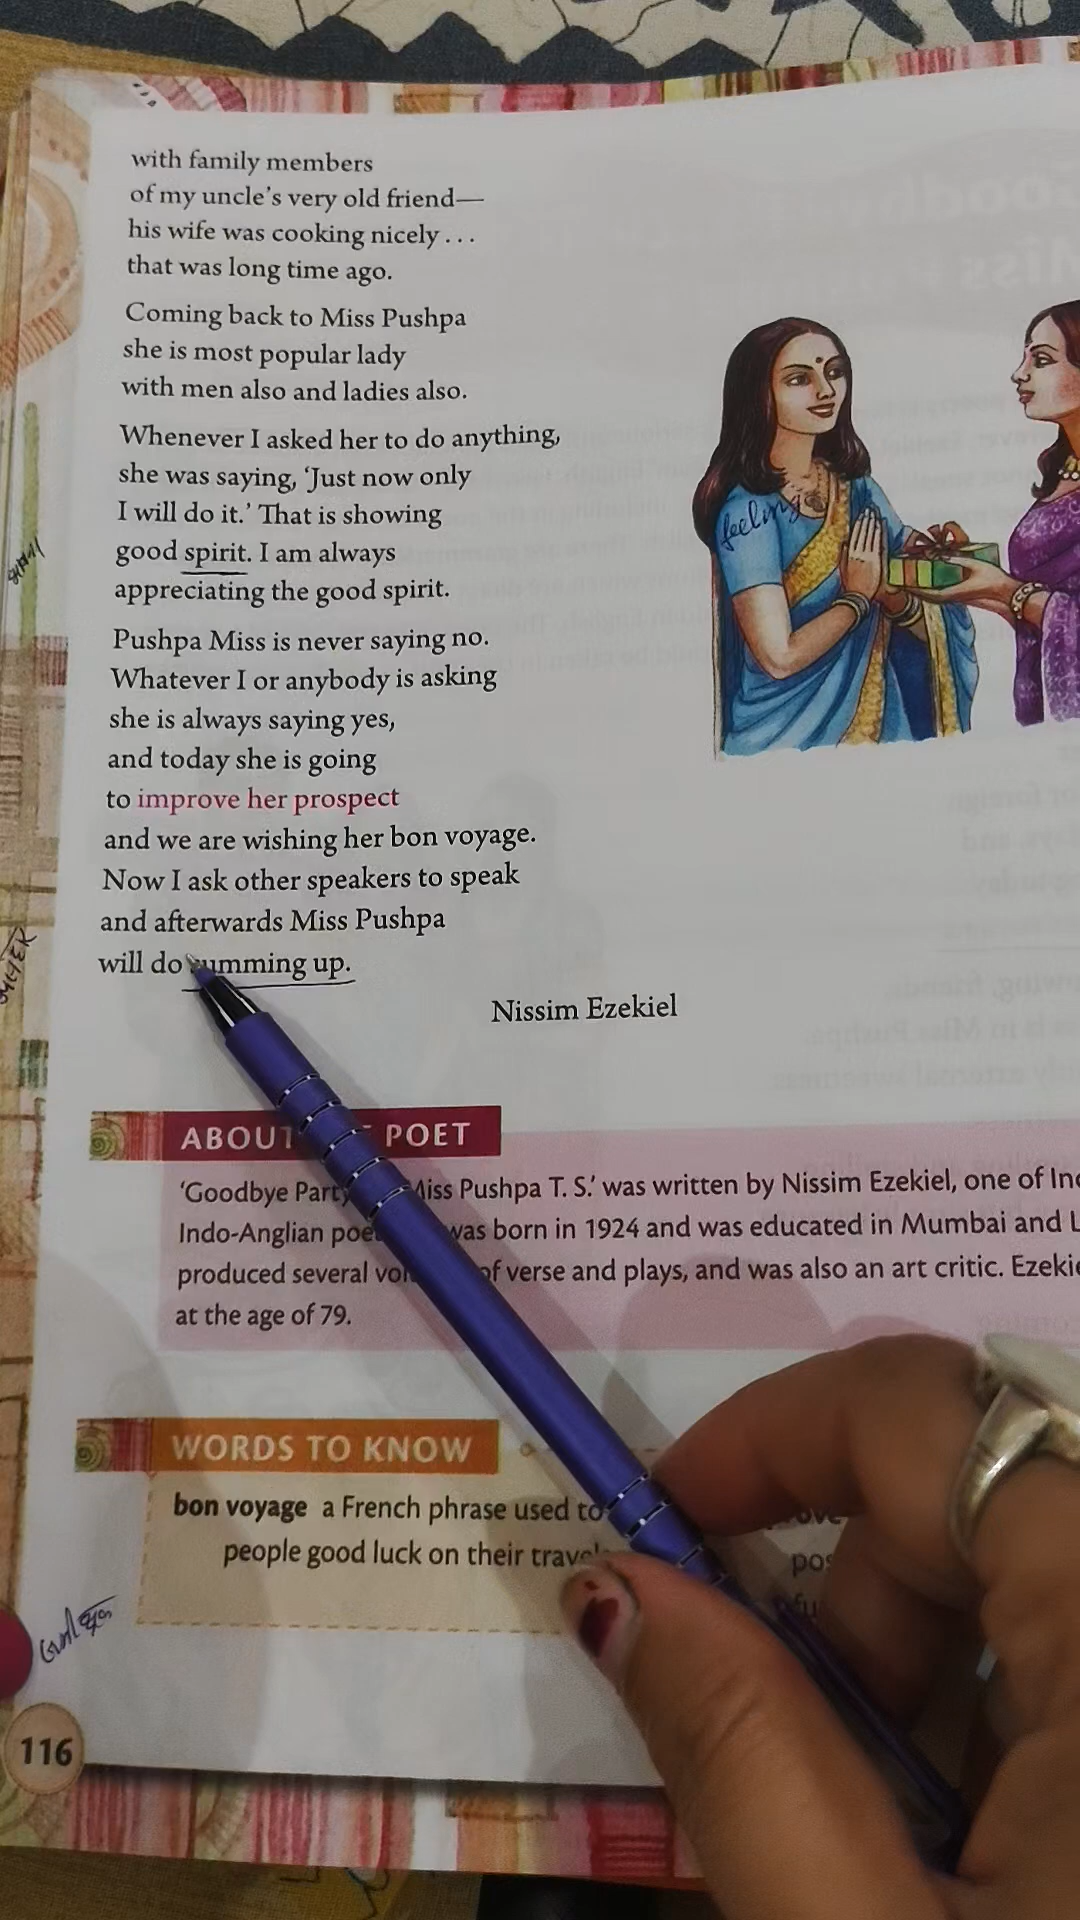 with family members
of my uncle's very old friend—
his wife was cooking nicely . . .
that was long time ago.
Coming back to Miss Pushpa
she is most popular lady
with men also and ladies also.
Whenever I asked her to do anything,
she was saying, 'Just now only
I will do it.' That is showing
good spirit. I am always
appreciating the good spirit.
feeling
Pushpa Miss is never saying no.
Whatever I or anybody is asking
she is always saying yes,
and today she is going
to improve her prospect
and we are wishing her bon voyage.
Now I ask other speakers to speak
and afterwards Miss Pushpa
will do summing up.
Nissim Ezekiel
ABOUT POET
'Goodbye Party Miss Pushpa T. S.' was written by Nissim Ezekiel, one of
Indo-Anglian was born in 1924 and was educated in Mumbai and
produced several of verse and plays, and was also an art critic.
at the age of 79.
WORDS TO KNOW
bon voyage a French phrase used to
people good luck on their
116